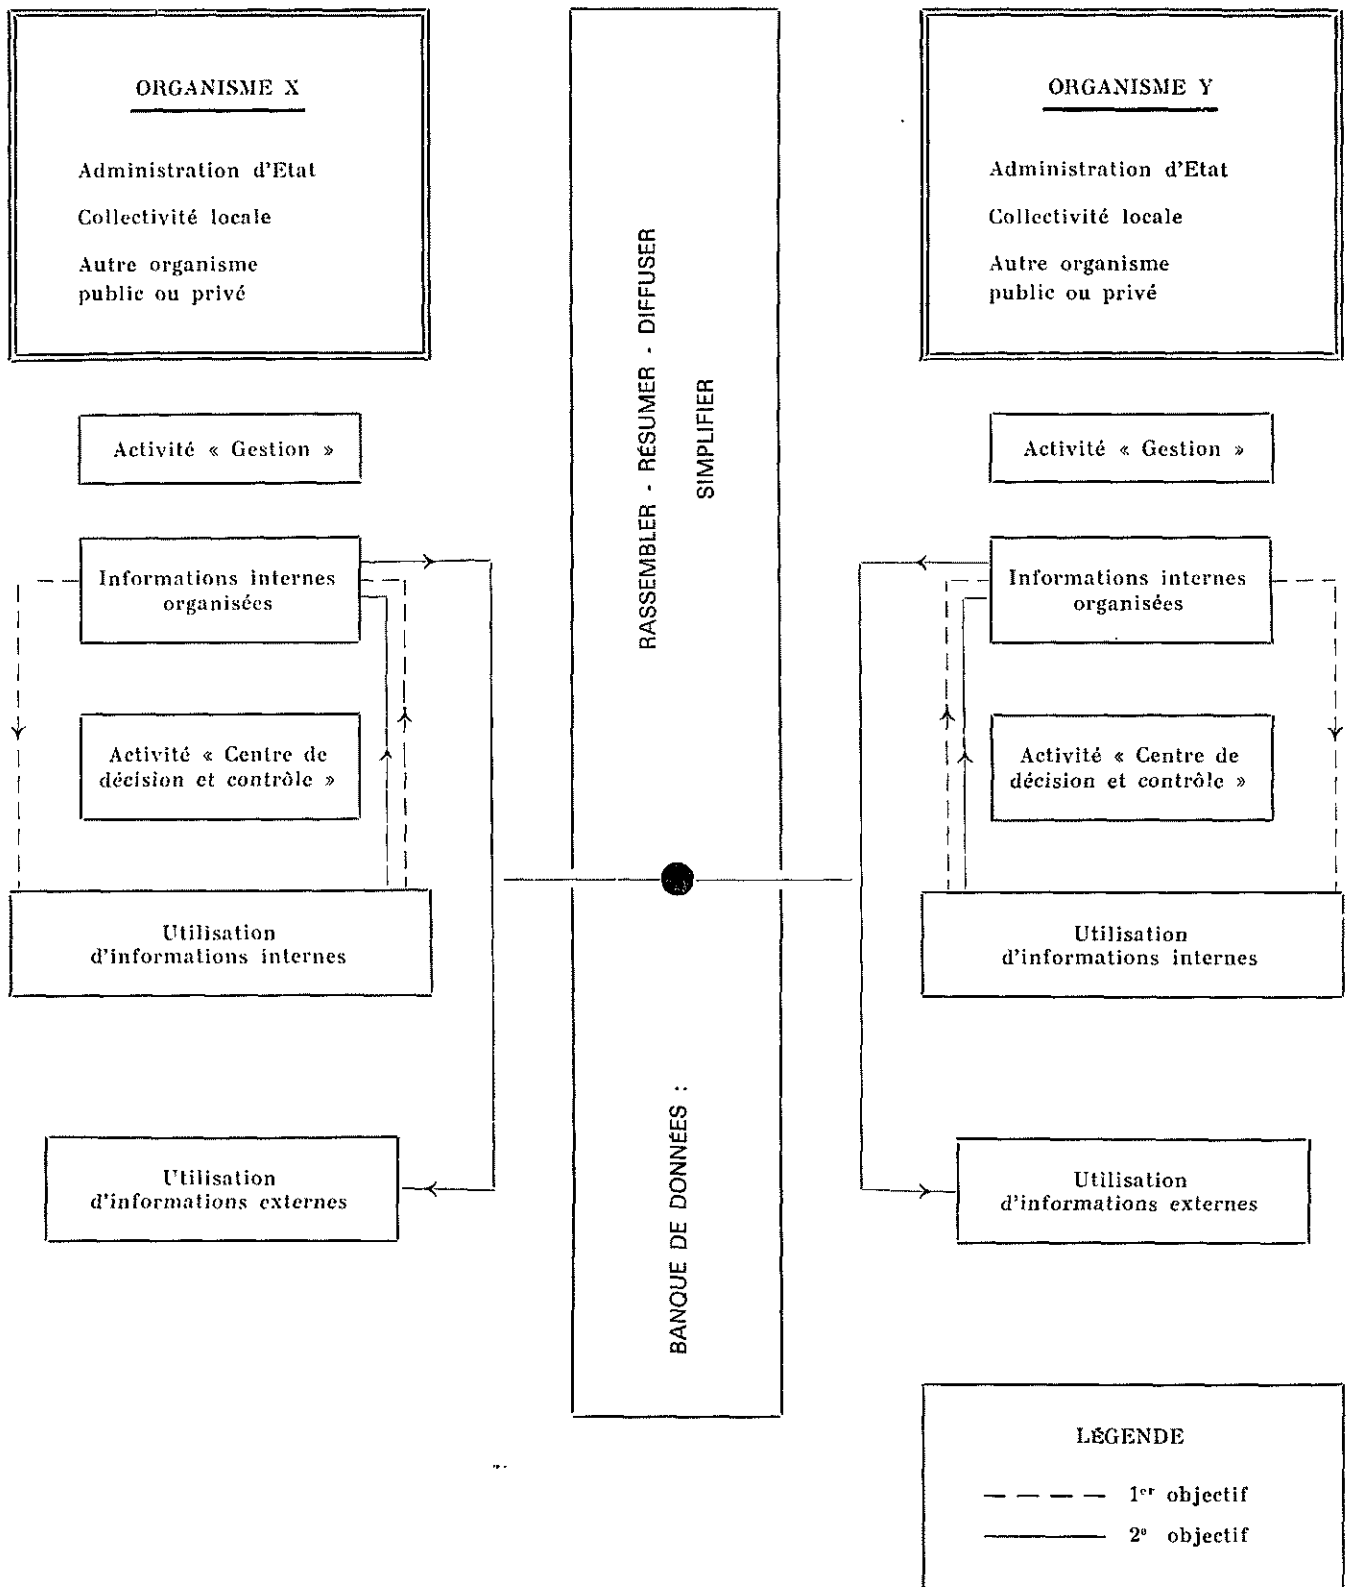 ORGANISME X
Administration d'Etat
Collectivité locale
Autre organisme
public ou privé
Activité « Gestion »
Informations internes
organisées
Activité « Centre de
décision et contrôle »
Utilisation
d'informations internes
Utilisation
d'informations externes
BANQUE DE DONNÉES : RASSEMBLER - RÉSUMER - DIFFUSER
SIMPLIFIER
ORGANISME Y
Administration d'Etat
Collectivité locale
Autre organisme
public ou privé
Activité « Gestion »
Informations internes
organisées
Activité « Centre de
décision et contrôle »
Utilisation
d'informations internes
Utilisation
d'informations externes
LÉGENDE
1er objectif
2e objectif